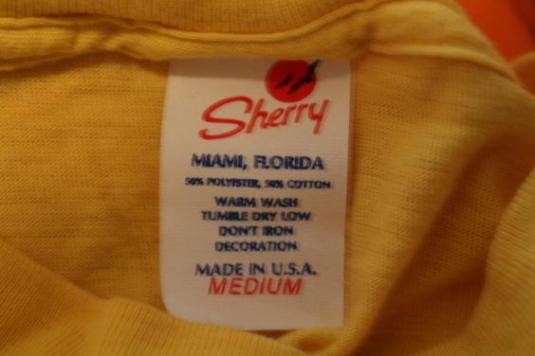 Sherry
MIAMI, FLORIDA
50% POLYESTER, 50% COTTON
WARM WASH
TUMBLE DRY LOW
DON'T IRON
DECORATION
MADE IN U.S.A.
MEDIUM